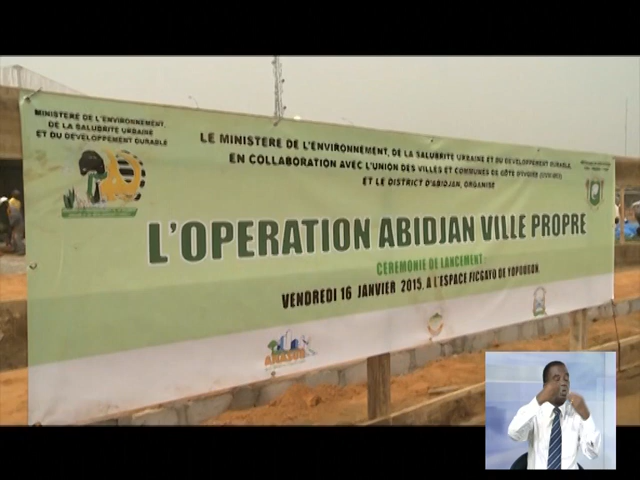 MINISTERE DE L'ENVIRONNEMENT,
DE LA SALUBRITE URBAINE
ET DU DEVELOPPEMENT DURABLE
LE MINISTERE DE L'ENVIRONNEMENT, DE LA SALUBRITE URBAINE ET DU DEVELOPPEMENT DURABLE,
EN COLLABORATION AVEC L'UNION DES VILLES ET COMMUNES DE CÔTE D'IVOIRE
ET LE DISTRICT D'ABIDJAN, ORGANISE
L'OPERATION ABIDJAN VILLE PROPRE
CEREMONIE DE LANCEMENT :
VENDREDI 16 JANVIER 2015, A L'ESPACE FICGAYO DE YOPOUGON.
ANASUR